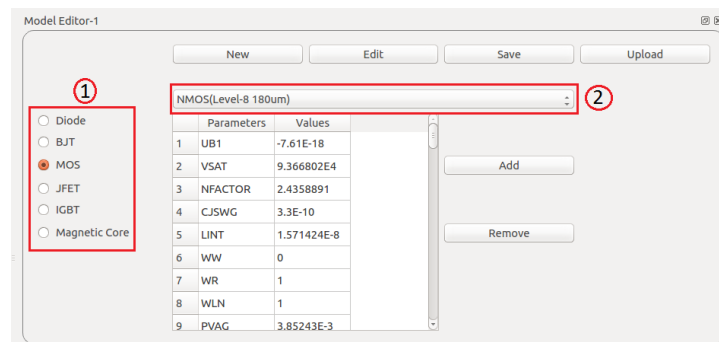 Model Editor-1
New Edit Save Upload
1
NMOS(Level-8 180um)
2
Diode
BJT
MOS
JFET
IGBT
Magnetic Core
Parameters Values
1 UB1 -7.61E-18
2 VSAT 9.366802E4
3 NFACTOR 2.4358891
4 CJSWG 3.3E-10
5 LINT 1.571424E-8
6 WW 0
7 WR 1
8 WLN 1
9 PVAG 3.85243E-3
Add
Remove